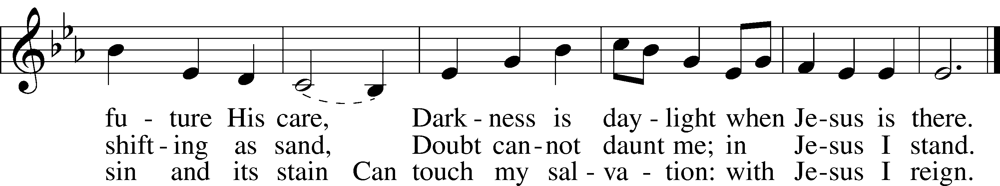 fu - ture His care, Dark - ness is day - light when Je-sus is there.
shift - ing as sand, Doubt can-not daunt me; in Je-sus I stand.
sin and its stain Can touch my sal - va - tion: with Je-sus I reign.